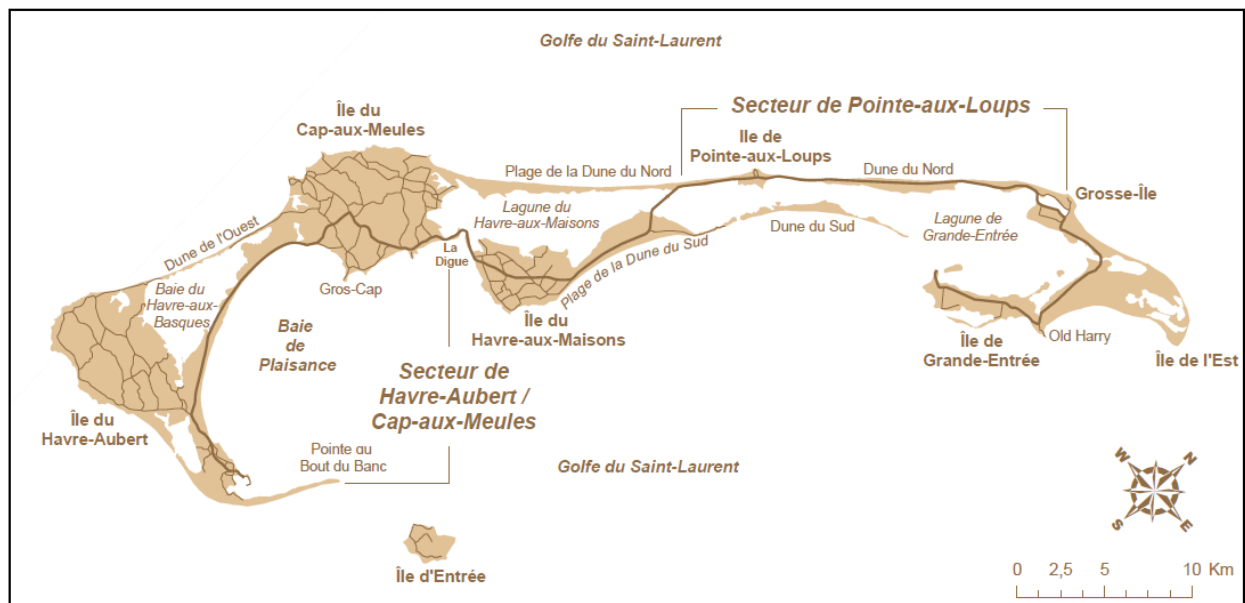 Golfe du Saint-Laurent
Secteur de Pointe-aux-Loups
Île du
Cap-aux-Meules
Ile de
Pointe-aux-Loups
Plage de la Dune du Nord
Dune du Nord
Grosse-Île
Lagune du
Havre-aux-Maisons
Lagune de
Grande-Entrée
Dune du Sud
Dune de l'Ouest
La
Digue
Plage de la Dune du Sud
Gros-Cap
Baie du
Havre-aux-
Basques
Île du
Havre-aux-Maisons
Baie
de
Plaisance
Old Harry
Île de
Grande-Entrée
Île de l'Est
Secteur de
Havre-Aubert /
Cap-aux-Meules
Île du
Havre-Aubert
Pointe du
Bout du Banc
Golfe du Saint-Laurent
W
N
S
E
Île d'Entrée
0 2,5 5 10 Km